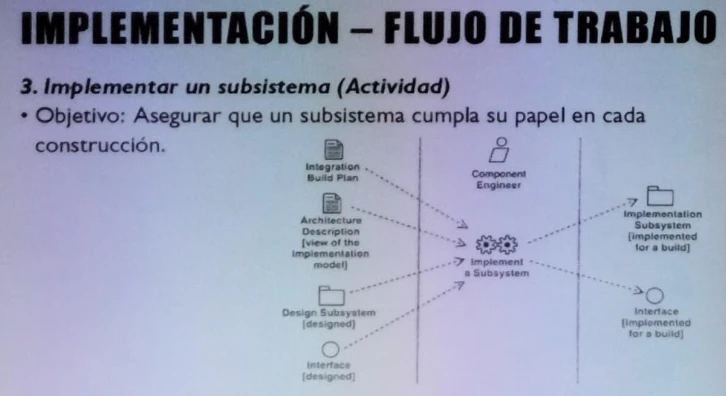 IMPLEMENTACIÓN – FLUJO DE TRABAJO
3. Implementar un subsistema (Actividad)
• Objetivo: Asegurar que un subsistema cumpla su papel en cada
construcción.
Integration
Build Plan
Architecture
Description
[view of the
implementation
model]
Design Subsystem
[designed]
Interface
[designed]
Component
Engineer
Implement
a Subsystem
Implementation
Subsystem
[implemented
for a build]
Interface
[implemented
for a build]